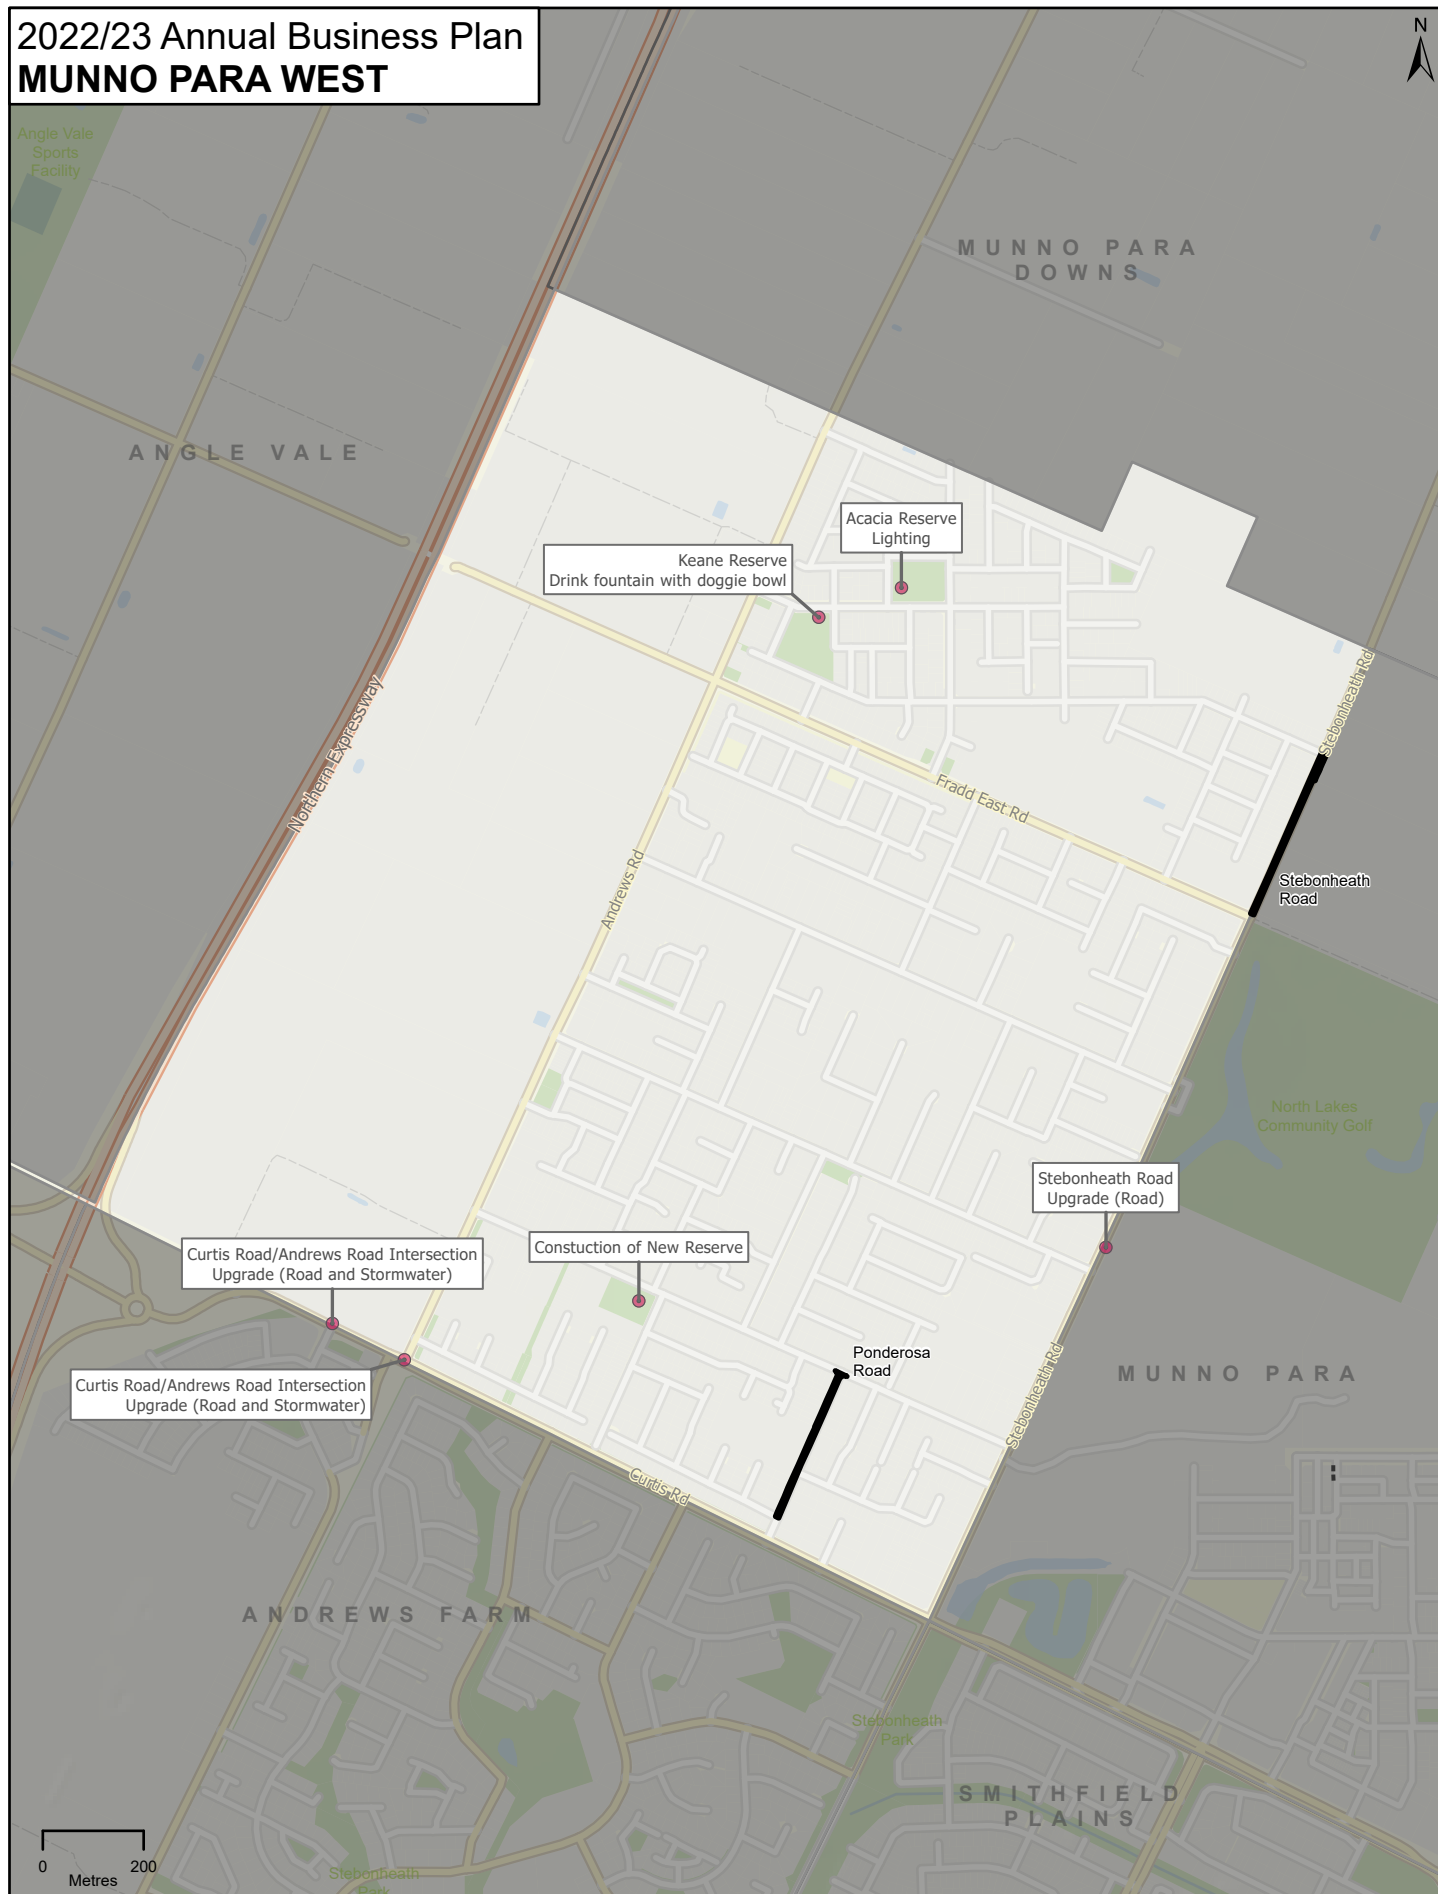 2022/23 Annual Business Plan
MUNNO PARA WEST
N
Angle Vale
Sports
Facility
MUNNO PARA
DOWNS
ANGLE VALE
Acacia Reserve
Lighting
Keane Reserve
Drink fountain with doggie bowl
Stebonheath Rd
Northern Expressway
Fradd East Rd
Andrews Rd
Stebonheath
Road
North Lakes
Community Golf
Stebonheath Road
Upgrade (Road)
Constuction of New Reserve
Curtis Road/Andrews Road Intersection
Upgrade (Road and Stormwater)
Curtis Road/Andrews Road Intersection
Upgrade (Road and Stormwater)
Ponderosa
Road
Stebonheath Rd
MUNNO PARA
Curtis Rd
ANDREWS FARM
Stebonheath
Park
SMITHFIELD
PLAINS
0 200
Metres
Stebonheath
Park